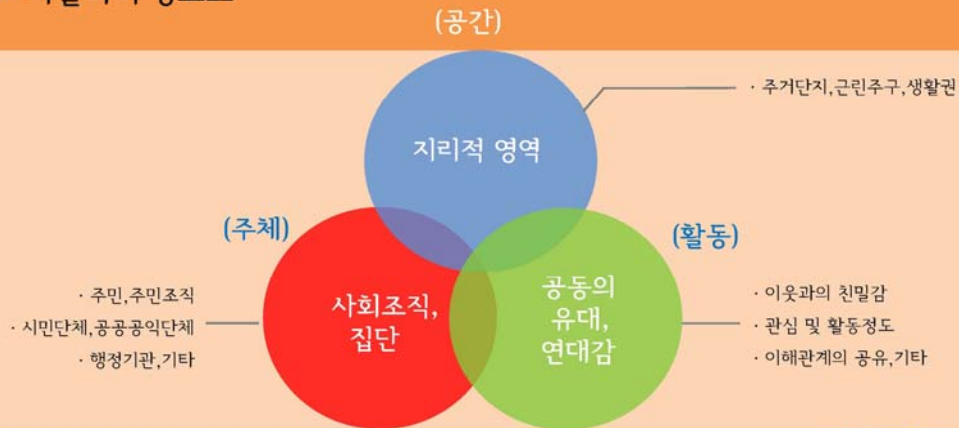 (공간)
· 주거단지,근린주구,생활권
지리적 영역
(주체)
(활동)
· 주민,주민조직
· 시민단체,공공공익단체
· 행정기관,기타
사회조직,
집단
공동의
유대,
연대감
· 이웃과의 친밀감
· 관심 및 활동정도
· 이해관계의 공유,기타